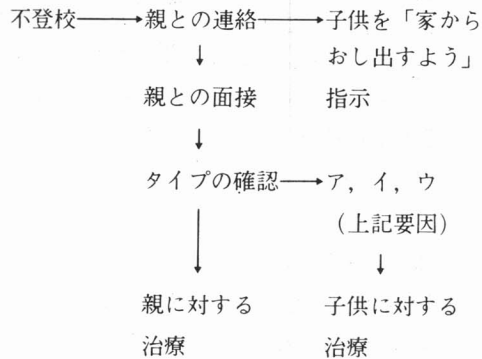 不登校→親との連絡→子供を「家から
おし出すよう」
親との面接 指示
タイプの確認→ア，イ，ウ
（上記要因）
親に対する 子供に対する
治療 治療